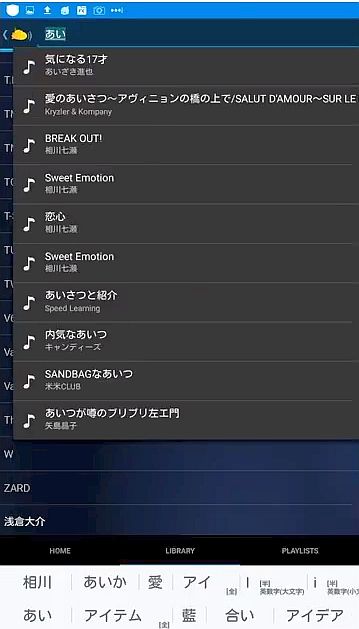 あい
気になる17才
あいざき進也
愛のあいさつ〜アヴィニョンの橋の上で/SALUT D'AMOUR〜SUR LE
Kryzler & Kompany
BREAK OUT!
相川七瀬
Sweet Emotion
相川七瀬
恋心
相川七瀬
Sweet Emotion
相川七瀬
あいさつと紹介
Speed Learning
内気なあいつ
キャンディーズ
SANDBAGなあいつ
米米CLUB
あいつが噂のプリプリ左エ門
矢島晶子
W
ZARD
浅倉大介
HOME LIBRARY PLAYLISTS
相川 あいか 愛 アイ [全] I [半]英数字(大文字) i [半]英数字(小文
あい アイテム [全] 藍 合い アイデア